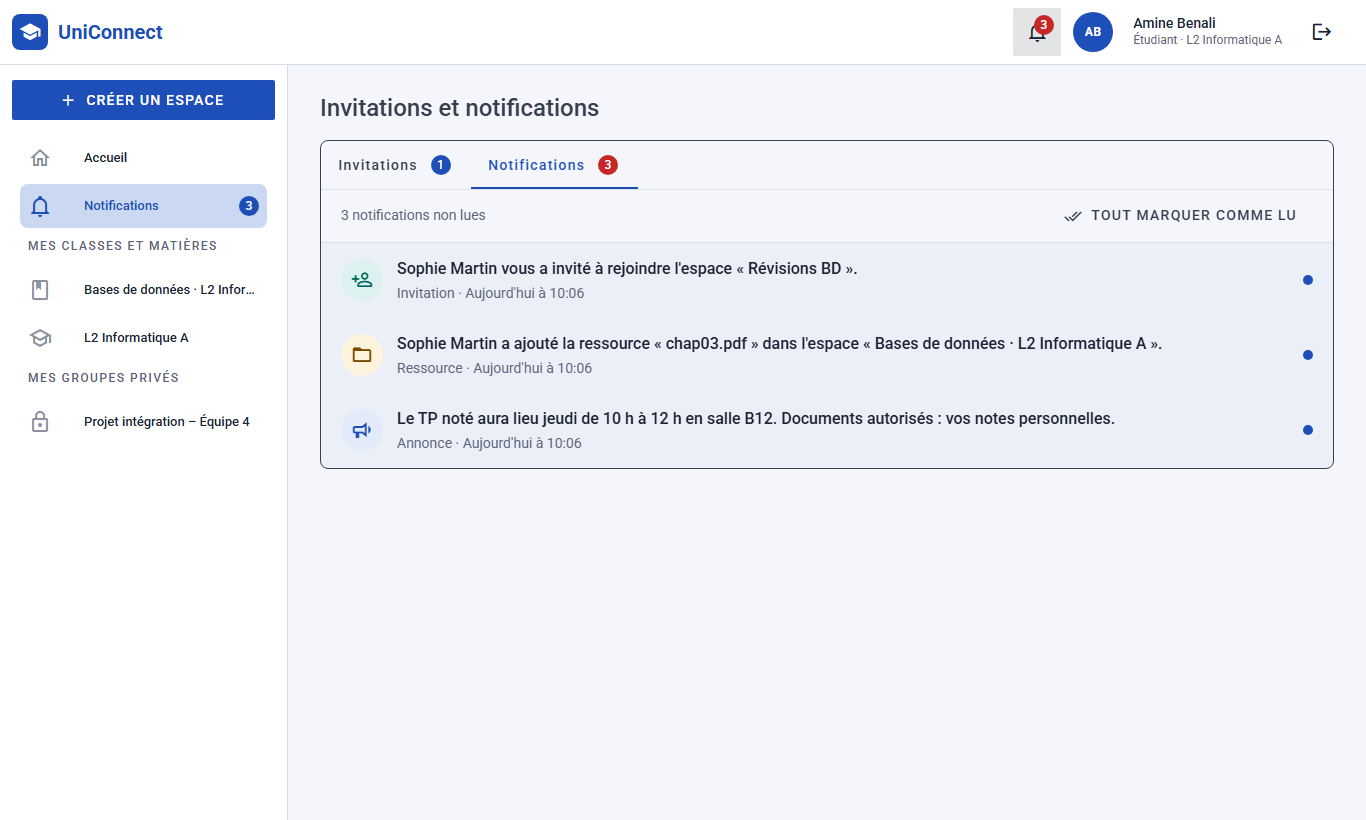 UniConnect
3
AB
Amine Benali
Étudiant · L2 Informatique A
CRÉER UN ESPACE
Accueil
Notifications 3
MES CLASSES ET MATIÈRES
Bases de données · L2 Infor...
L2 Informatique A
MES GROUPES PRIVÉS
Projet intégration – Équipe 4
Invitations et notifications
Invitations 1 Notifications 3
3 notifications non lues TOUT MARQUER COMME LU
Sophie Martin vous a invité à rejoindre l'espace « Révisions BD ».
Invitation · Aujourd'hui à 10:06
Sophie Martin a ajouté la ressource « chap03.pdf » dans l'espace « Bases de données · L2 Informatique A ».
Ressource · Aujourd'hui à 10:06
Le TP noté aura lieu jeudi de 10 h à 12 h en salle B12. Documents autorisés : vos notes personnelles.
Annonce · Aujourd'hui à 10:06